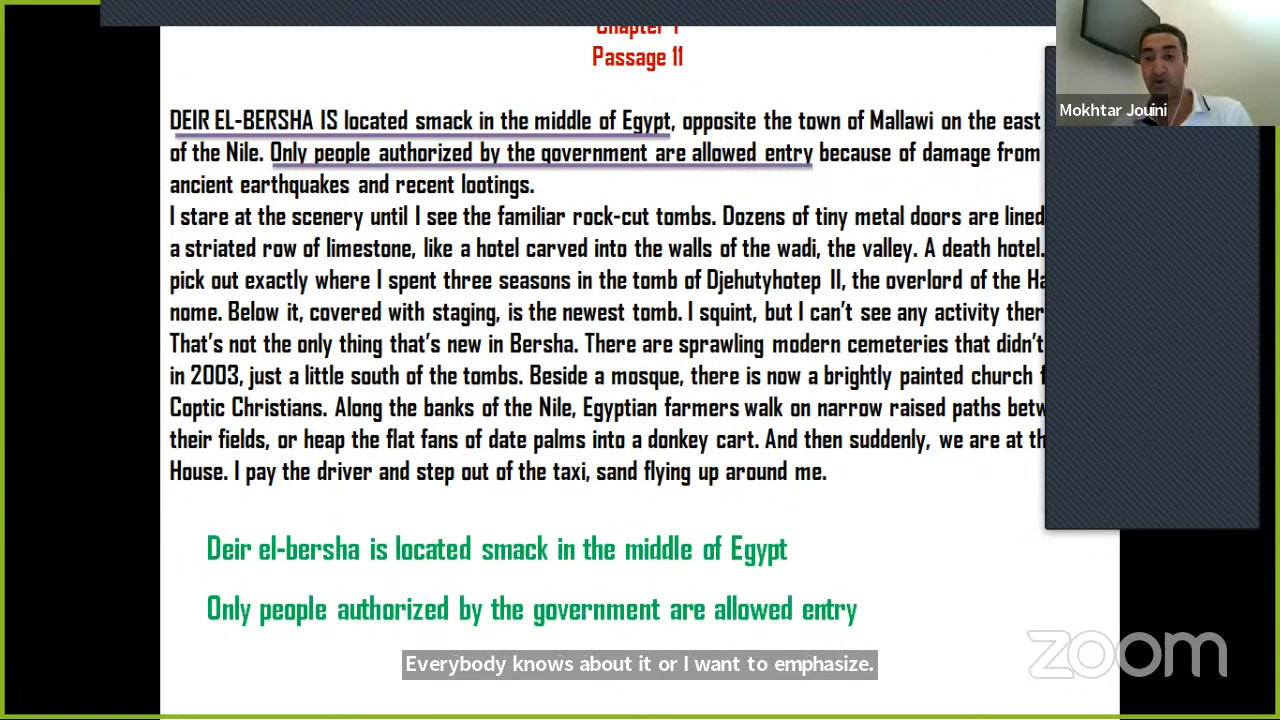 Chapter 1
Passage 11
DEIR EL-BERSHA IS located smack in the middle of Egypt, opposite the town of Mallawi on the east
of the Nile. Only people authorized by the government are allowed entry because of damage from
ancient earthquakes and recent lootings.
I stare at the scenery until I see the familiar rock-cut tombs. Dozens of tiny metal doors are lined
a striated row of limestone, like a hotel carved into the walls of the wadi, the valley. A death hotel.
pick out exactly where I spent three seasons in the tomb of Djehutyhotep II, the overlord of the
nome. Below it, covered with staging, is the newest tomb. I squint, but I can't see any activity
That's not the only thing that's new in Bersha. There are sprawling modern cemeteries that didn't
in 2003, just a little south of the tombs. Beside a mosque, there is now a brightly painted church
Coptic Christians. Along the banks of the Nile, Egyptian farmers walk on narrow raised paths
their fields, or heap the flat fans of date palms into a donkey cart. And then suddenly, we are at
House. I pay the driver and step out of the taxi, sand flying up around me.
Deir el-bersha is located smack in the middle of Egypt
Only people authorized by the government are allowed entry
Everybody knows about it or I want to emphasize.
Mokhtar Jouini
zoom